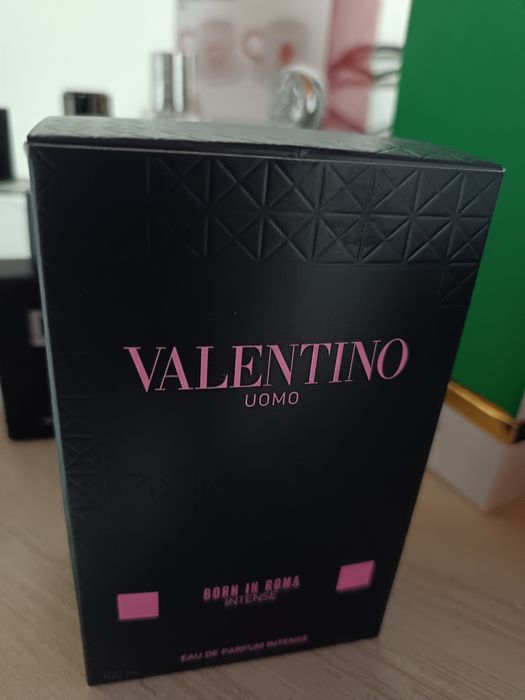 VALENTINO
UOMO
BORN IN ROMA
INTENSE
EAU DE PARFUM INTENSE